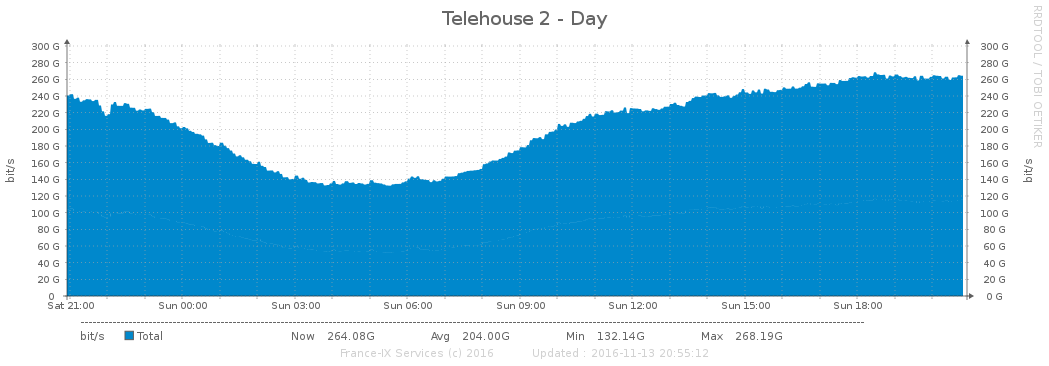 Telehouse 2 - Day
RRDTOOL / TOBI OETIKER
300 G 300 G
280 G 280 G
260 G 260 G
240 G 240 G
220 G 220 G
200 G 200 G
180 G 180 G
160 G 160 G
140 G 140 G
120 G 120 G
100 G 100 G
80 G 80 G
60 G 60 G
40 G 40 G
20 G 20 G
0 0 G
bit/s bit/s
Sat 21:00 Sun 00:00 Sun 03:00 Sun 06:00 Sun 09:00 Sun 12:00 Sun 15:00 Sun 18:00
bit/s Total Now 264.08G Avg 204.00G Min 132.14G Max 268.19G
France-IX Services (c) 2016 Updated : 2016-11-13 20:55:12